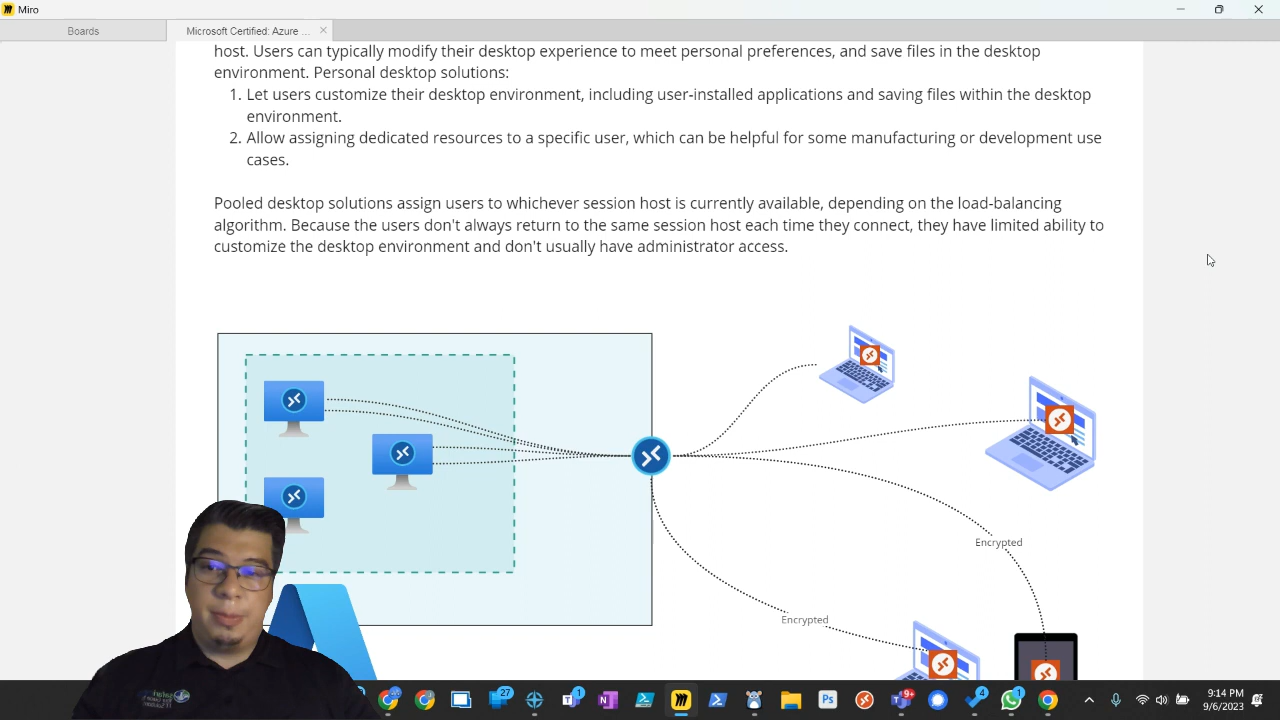 Miro
Boards
Microsoft Certified: Azure ...
host. Users can typically modify their desktop experience to meet personal preferences, and save files in the desktop
environment. Personal desktop solutions:
1. Let users customize their desktop environment, including user-installed applications and saving files within the desktop
environment.
2. Allow assigning dedicated resources to a specific user, which can be helpful for some manufacturing or development use
cases.
Pooled desktop solutions assign users to whichever session host is currently available, depending on the load-balancing
algorithm. Because the users don't always return to the same session host each time they connect, they have limited ability to
customize the desktop environment and don't usually have administrator access.
Encrypted
Encrypted
27
1
Ps
9+
4
1
9:14 PM
9/6/2023